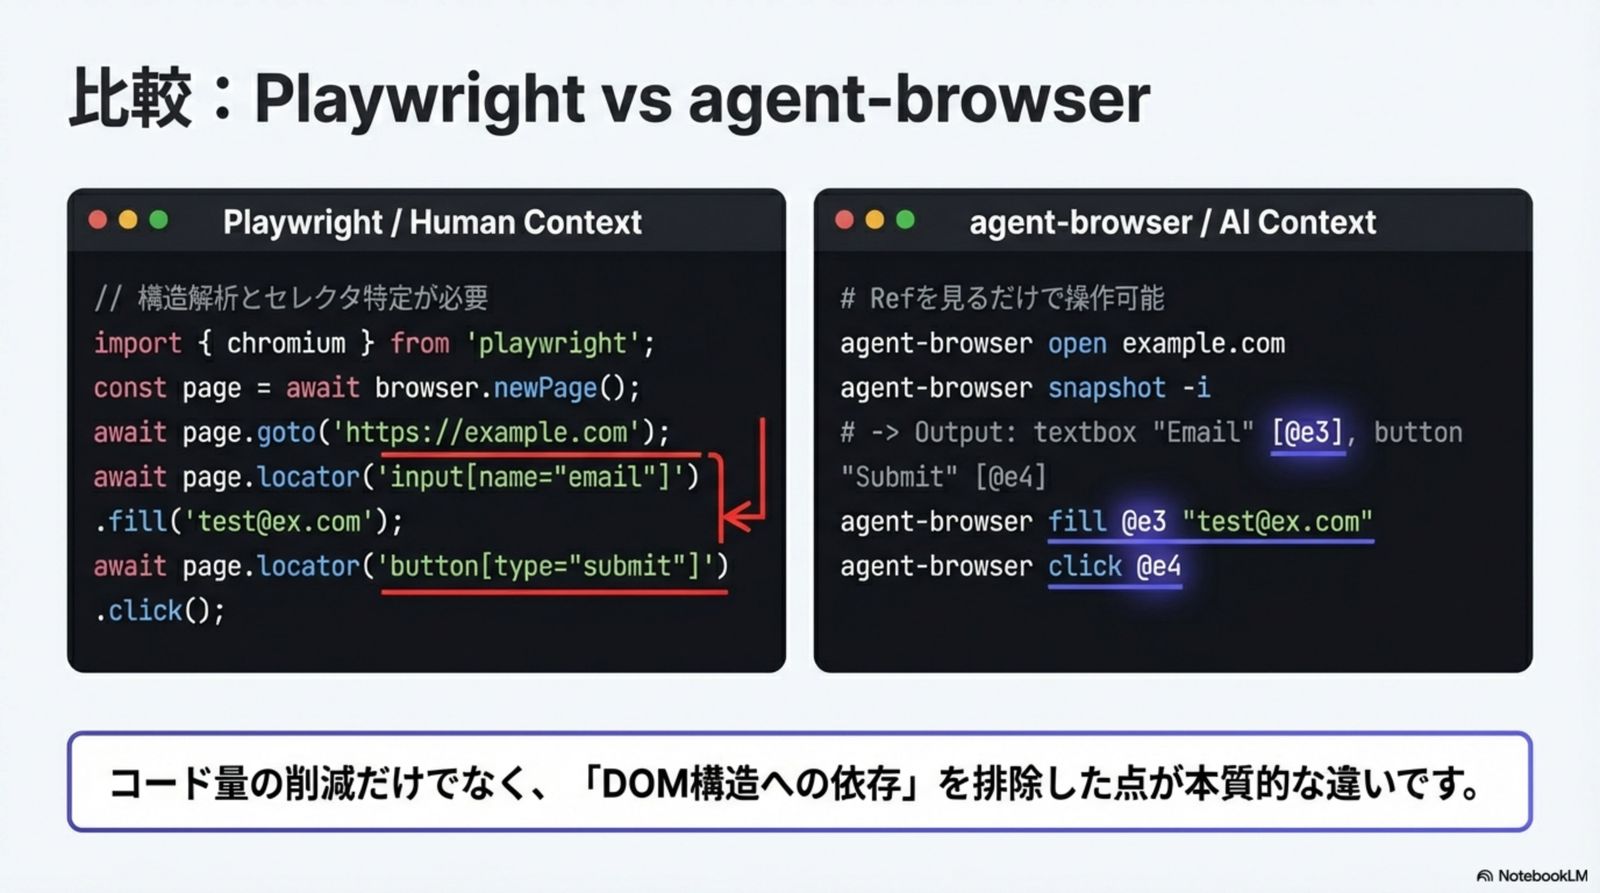 比較：Playwright vs agent-browser
Playwright / Human Context
// 構造解析とセレクタ特定が必要
import { chromium } from 'playwright';
const page = await browser.newPage();
await page.goto('https://example.com');
await page.locator('input[name="email"]')
.fill('test@ex.com');
await page.locator('button[type="submit"]')
.click();
agent-browser / AI Context
# Refを見るだけで操作可能
agent-browser open example.com
agent-browser snapshot -i
# -> Output: textbox "Email" [@e3], button
"Submit" [@e4]
agent-browser fill @e3 "test@ex.com"
agent-browser click @e4
コード量の削減だけでなく、「DOM構造への依存」を排除した点が本質的な違いです。
NotebookLM